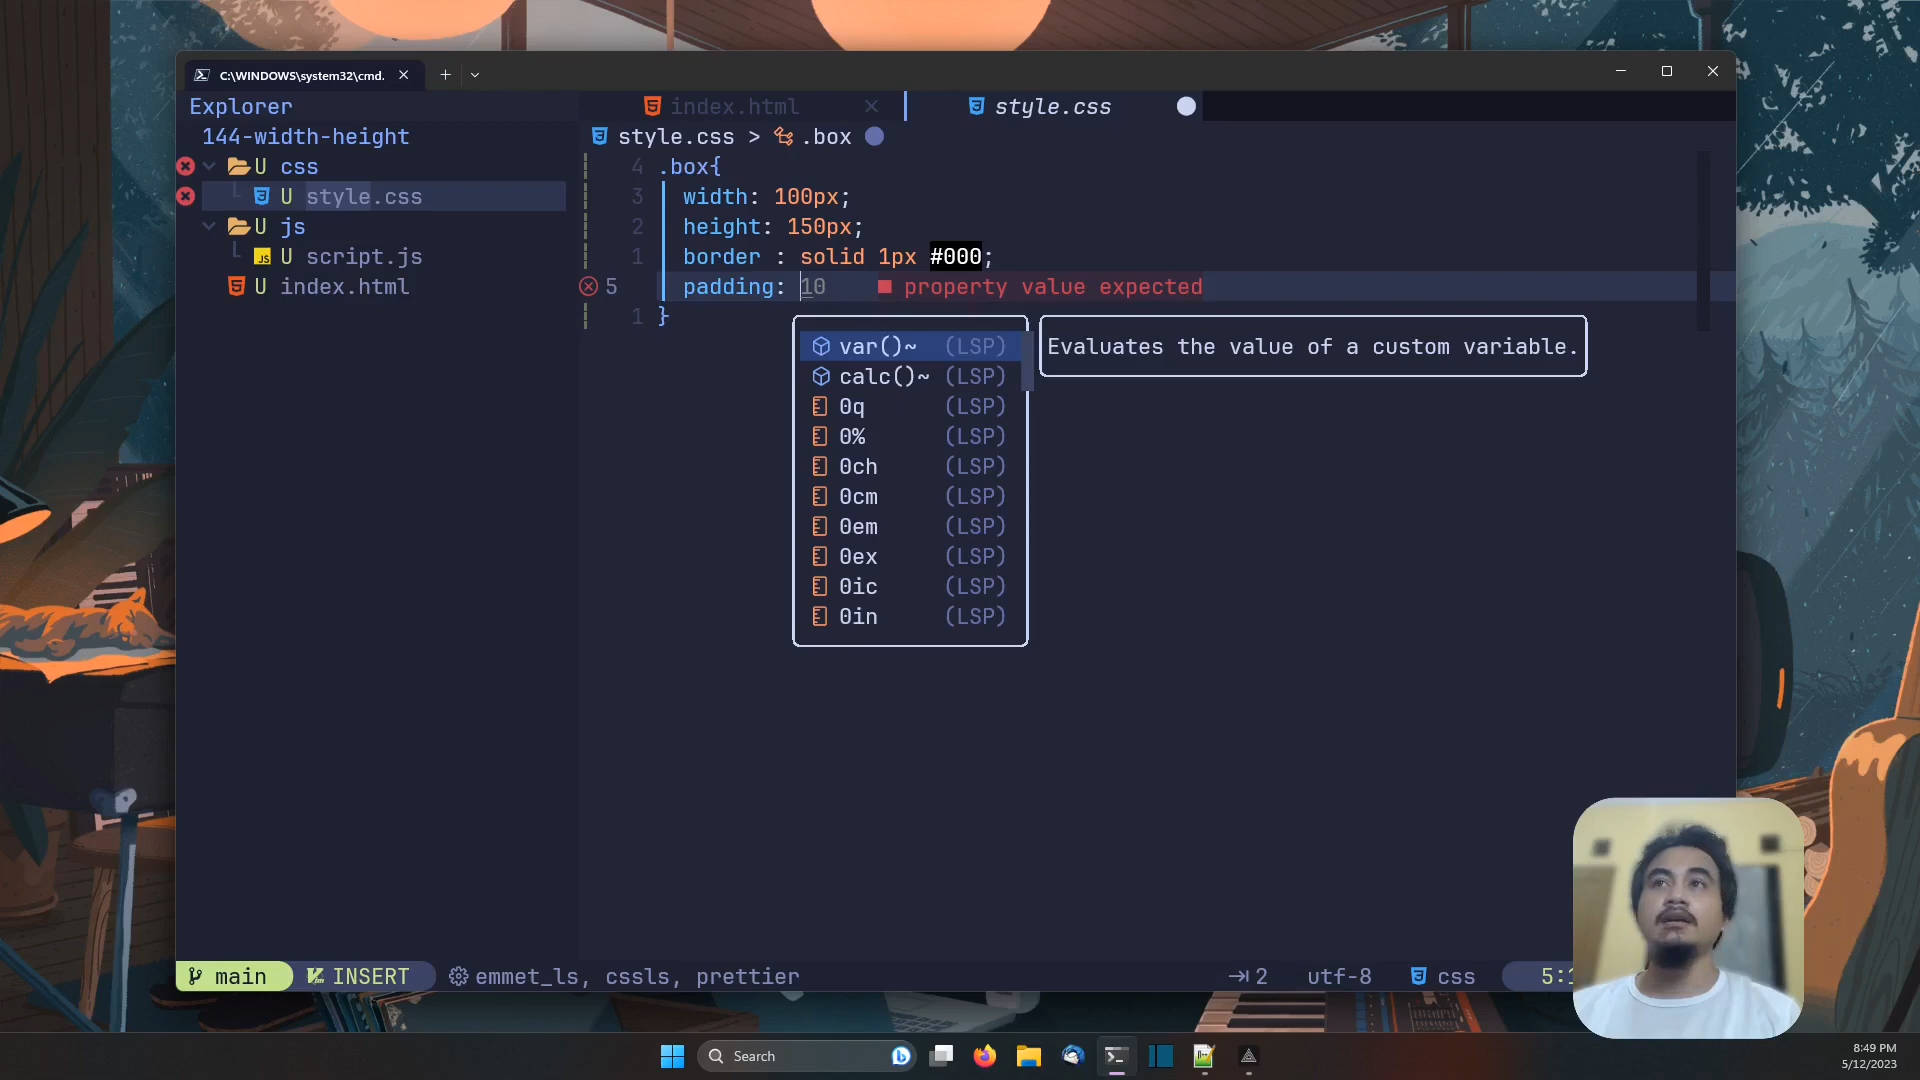 C:\WINDOWS\system32\cmd.
Explorer
index.html
style.css
144-width-height
style.css > .box
U css
4 .box{
U style.css
3 width: 100px;
U js
2 height: 150px;
U script.js
1 border : solid 1px #000;
U index.html
5 padding: 10 property value expected
1 }
var()~ (LSP)
Evaluates the value of a custom variable.
calc()~ (LSP)
0q (LSP)
0% (LSP)
0ch (LSP)
0cm (LSP)
0em (LSP)
0ex (LSP)
0ic (LSP)
0in (LSP)
main INSERT emmet_ls, cssls, prettier 2 utf-8 css
Search
8:49 PM
5/12/2023